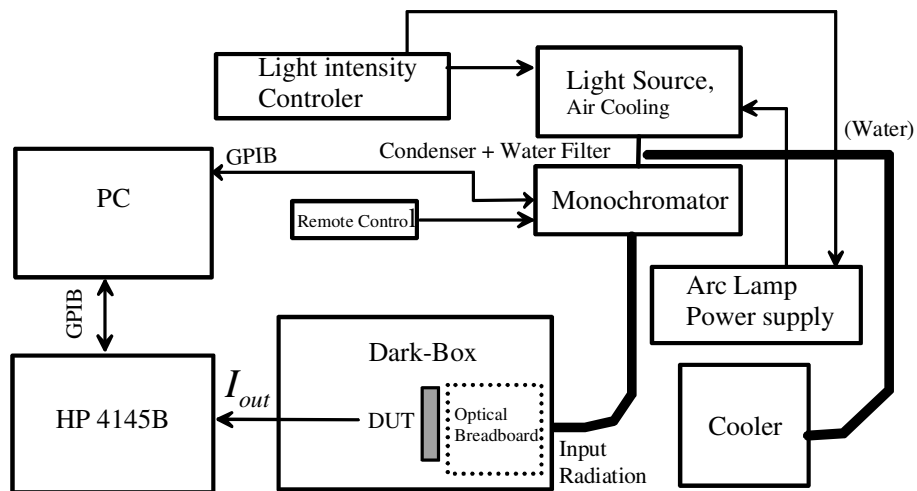 Light intensity
Controler
Light Source,
Air Cooling
(Water)
GPIB
Condenser + Water Filter
PC
Monochromator
Remote Control
Arc Lamp
Power supply
GPIB
Dark-Box
HP 4145B
I out
DUT
Optical
Breadboard
Cooler
Input
Radiation